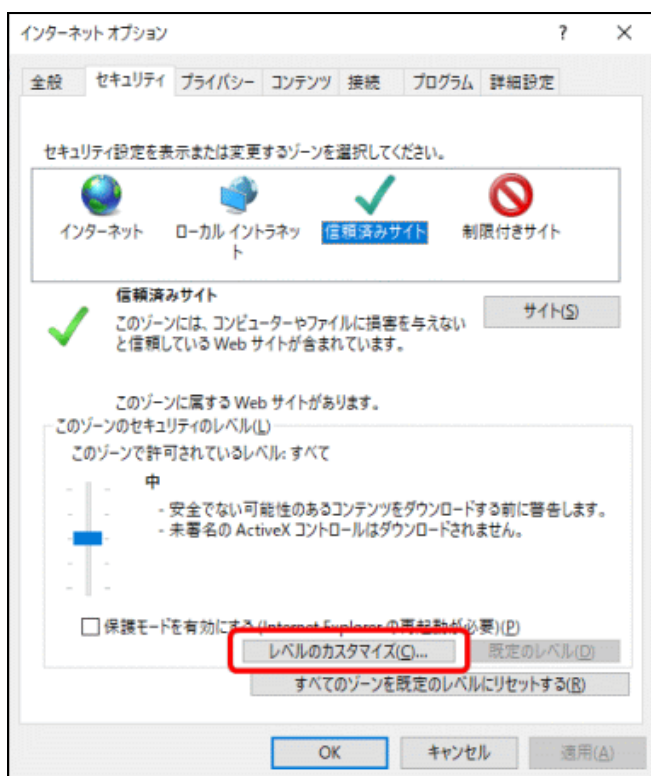 インターネット オプション
? ×
全般 セキュリティ プライバシー コンテンツ 接続 プログラム 詳細設定
セキュリティ設定を表示または変更するゾーンを選択してください。
インターネット ローカル イントラネッ 信頼済みサイト 制限付きサイト
ト
信頼済みサイト
サイト(S)
このゾーンには、コンピューターやファイルに損害を与えない
と信頼している Web サイトが含まれています。
このゾーンに属する Web サイトがあります。
このゾーンのセキュリティのレベル(L)
このゾーンで許可されているレベル: すべて
中
- 安全でない可能性のあるコンテンツをダウンロードする前に警告します。
- 未署名の ActiveX コントロールはダウンロードされません。
保護モードを有効にする (Internet Explorer の再起動が必要)(P)
レベルのカスタマイズ(C)... 既定のレベル(D)
すべてのゾーンを既定のレベルにリセットする(R)
OK キャンセル 適用(A)